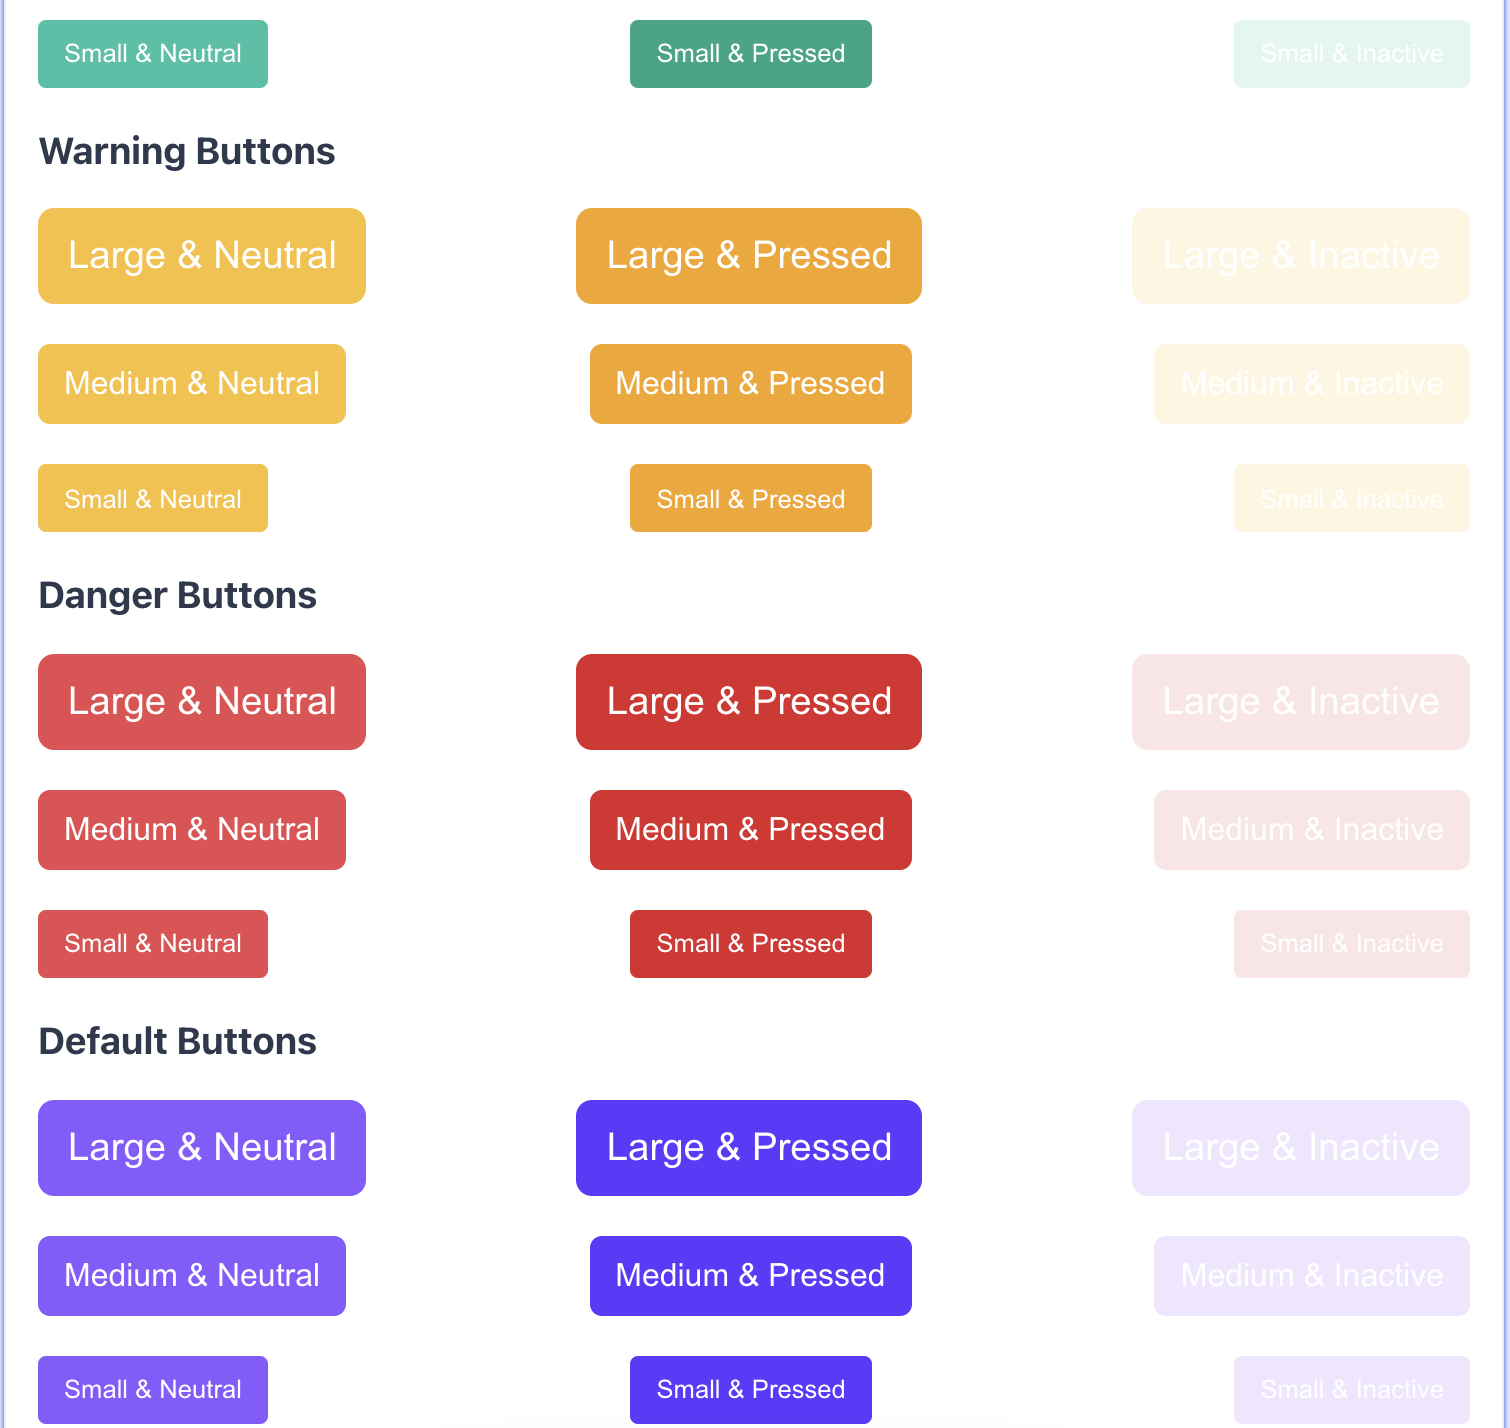 Small & Neutral
Small & Pressed
Small & Inactive
Warning Buttons
Large & Neutral
Large & Pressed
Large & Inactive
Medium & Neutral
Medium & Pressed
Medium & Inactive
Small & Neutral
Small & Pressed
Small & Inactive
Danger Buttons
Large & Neutral
Large & Pressed
Large & Inactive
Medium & Neutral
Medium & Pressed
Medium & Inactive
Small & Neutral
Small & Pressed
Small & Inactive
Default Buttons
Large & Neutral
Large & Pressed
Large & Inactive
Medium & Neutral
Medium & Pressed
Medium & Inactive
Small & Neutral
Small & Pressed
Small & Inactive